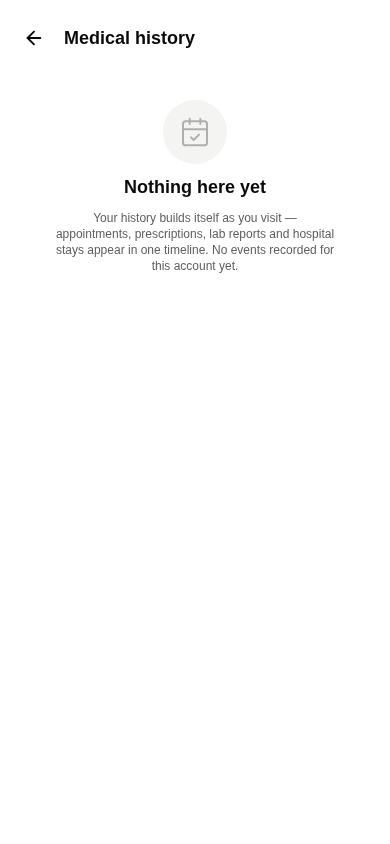 Medical history
Nothing here yet
Your history builds itself as you visit —
appointments, prescriptions, lab reports and hospital
stays appear in one timeline. No events recorded for
this account yet.